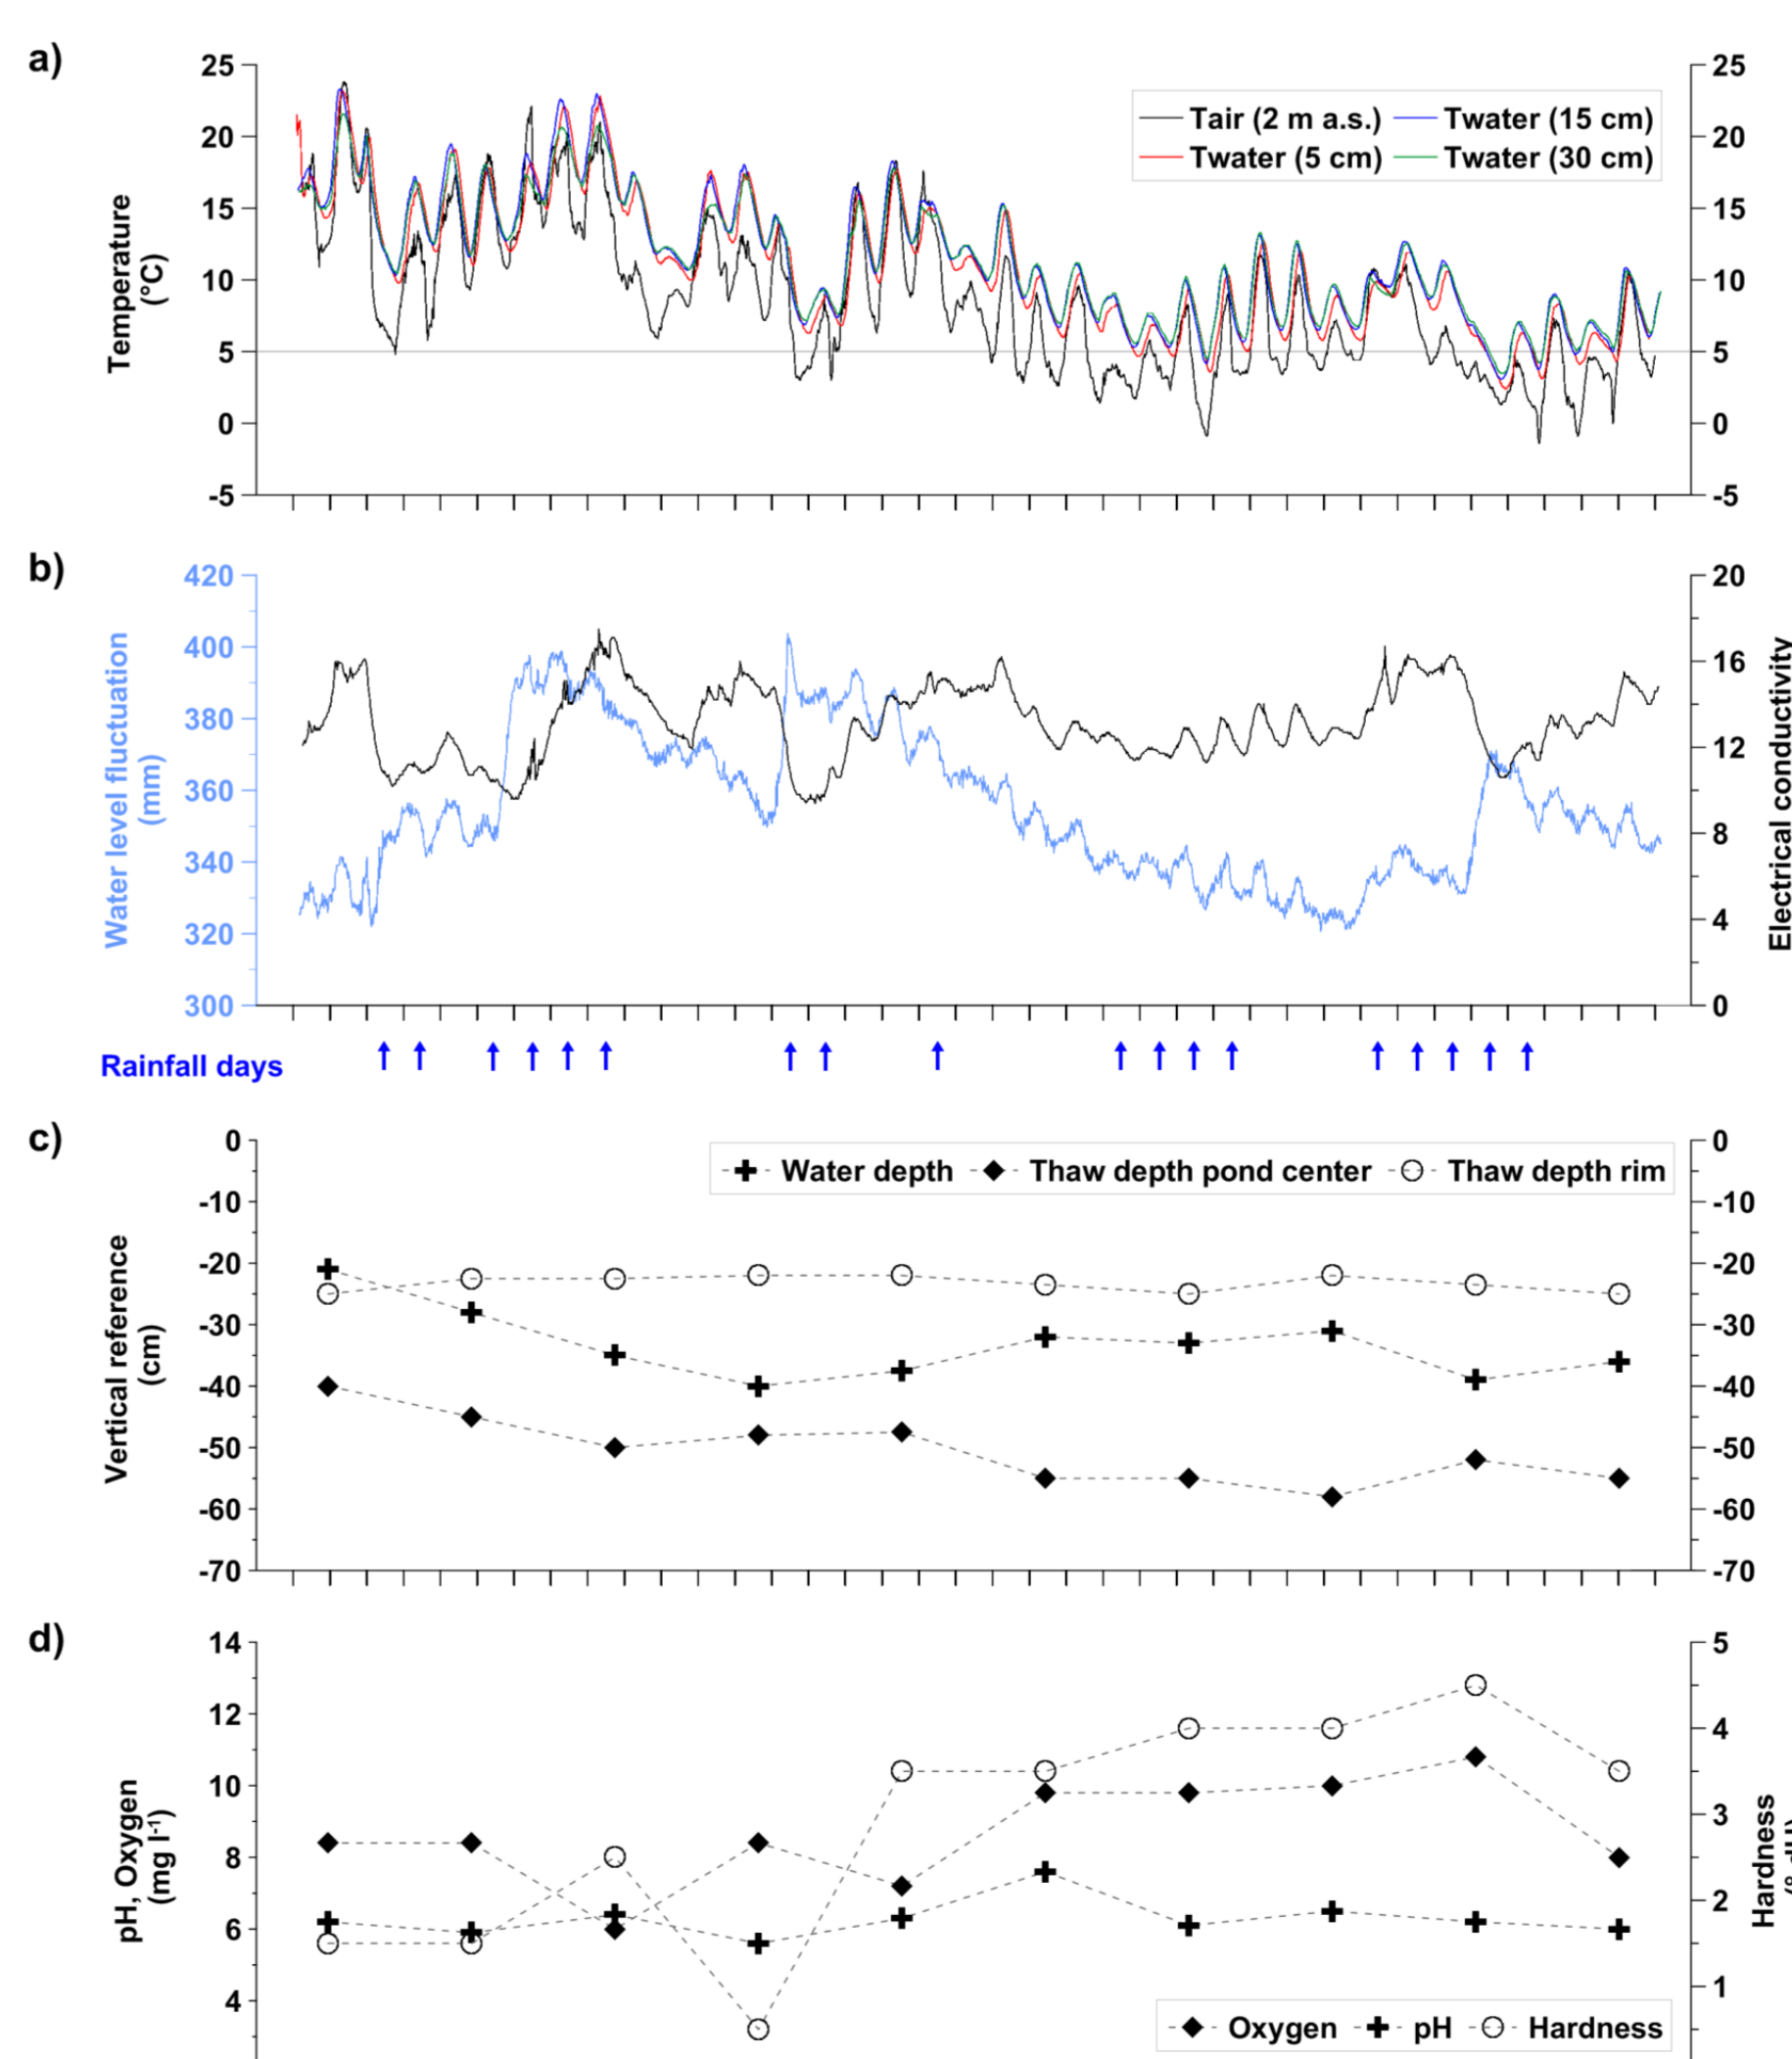 a)
25
20
15
10
5
0
-5
Temperature
(°C)
Tair (2 m a.s.) Twater (15 cm)
Twater (5 cm) Twater (30 cm)
25
20
15
10
5
0
-5
b)
420
400
380
360
340
320
300
Water level fluctuation
(mm)
20
16
12
8
4
0
Electrical conductivity
Rainfall days
c)
0
-10
-20
-30
-40
-50
-60
-70
Vertical reference
(cm)
Water depth Thaw depth pond center Thaw depth rim
0
-10
-20
-30
-40
-50
-60
-70
d)
14
12
10
8
6
4
pH, Oxygen
(mg l-1)
5
4
3
2
1
Hardness
Oxygen pH Hardness